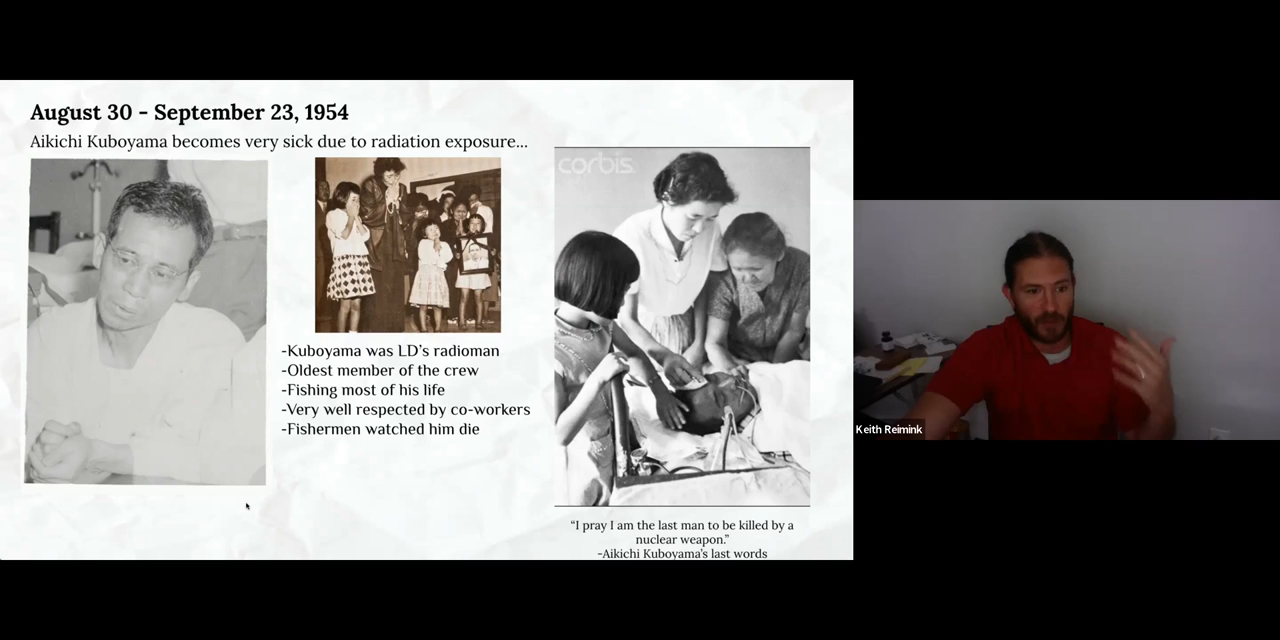 August 30 - September 23, 1954
Aikichi Kuboyama becomes very sick due to radiation exposure...
corbis
-Kuboyama was LD's radioman
-Oldest member of the crew
-Fishing most of his life
-Very well respected by co-workers
-Fishermen watched him die
“I pray I am the last man to be killed by a
nuclear weapon.”
-Aikichi Kuboyama's last words
Keith Reimink